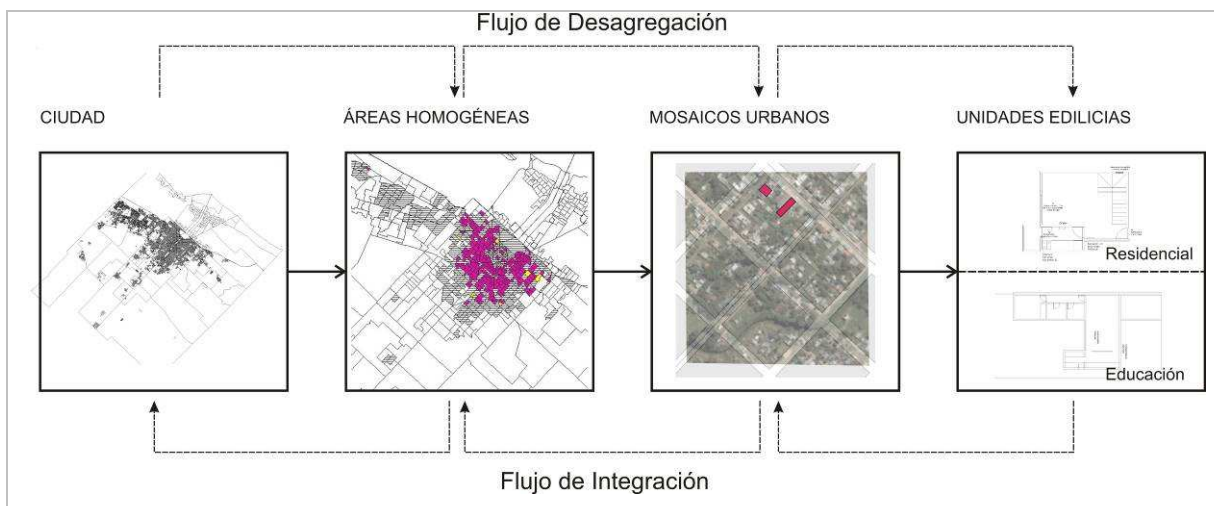 Flujo de Desagregación
CIUDAD
ÁREAS HOMOGÉNEAS
MOSAICOS URBANOS
UNIDADES EDILICIAS
Residencial
Educación
Flujo de Integración